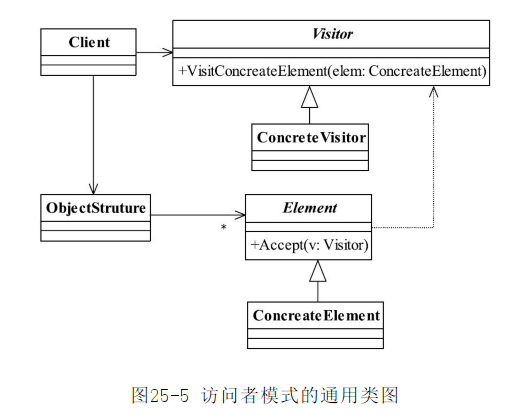 Visitor
Client
+VisitConcreateElement(elem: ConcreateElement)
ConcreteVisitor
ObjectStruture
Element
*
+Accept(v: Visitor)
ConcreateElement
图25-5 访问者模式的通用类图